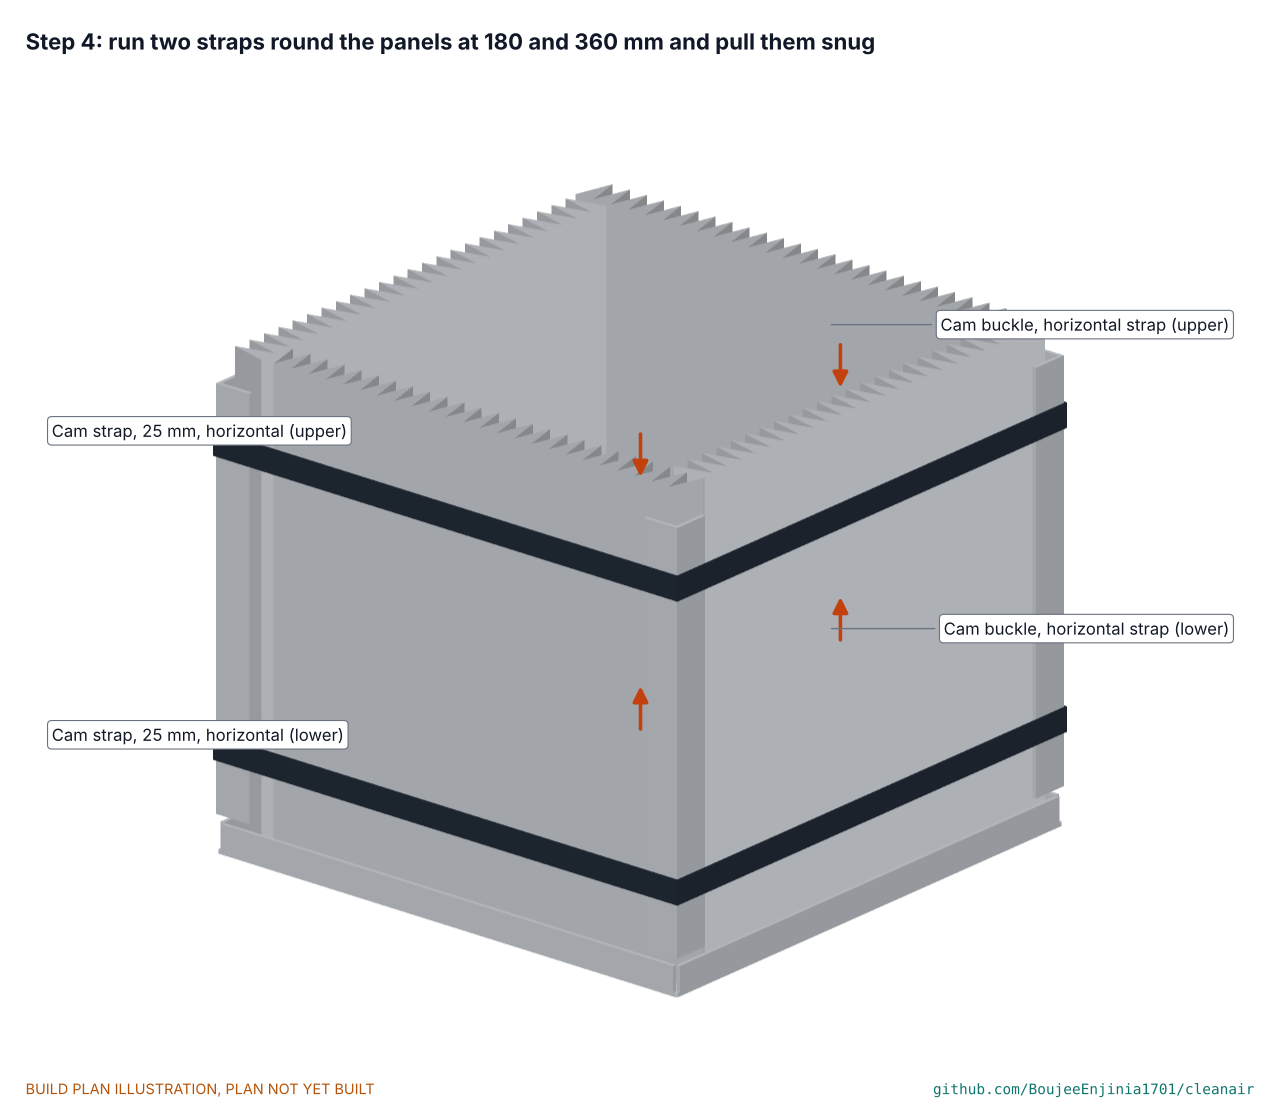 Step 4: run two straps round the panels at 180 and 360 mm and pull them snug
Cam buckle, horizontal strap (upper)
Cam strap, 25 mm, horizontal (upper)
Cam buckle, horizontal strap (lower)
Cam strap, 25 mm, horizontal (lower)
BUILD PLAN ILLUSTRATION, PLAN NOT YET BUILT
github.com/BoujeeEnjinia1701/cleanair